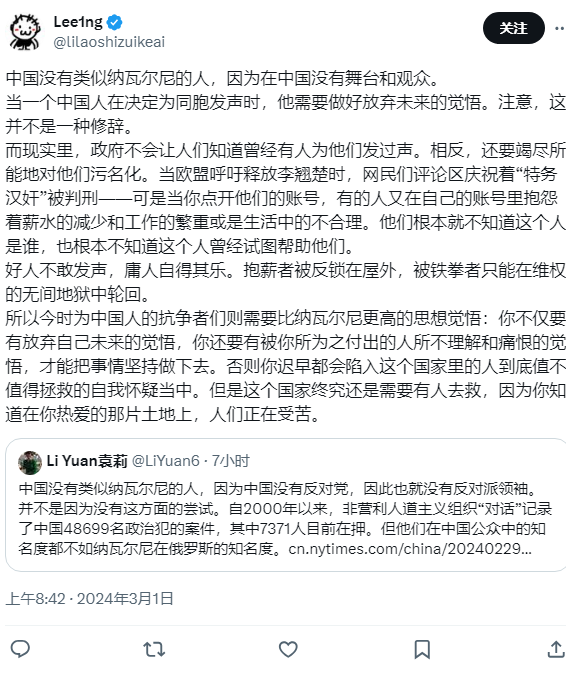 Lee1ng
@lilaoshizuikeai
关注
中国没有类似纳瓦尔尼的人，因为在中国没有舞台和观众。
当一个中国人在决定为同胞发声时，他需要做好放弃未来的觉悟。注意，这
并不是一种修辞。
而现实里，政府不会让人们知道曾经有人为他们发过声。相反，还要竭尽所
能地对他们污名化。当欧盟呼吁释放李翘楚时，网民们评论区庆祝着“特务
汉奸”被判刑——可是当你点开他们的账号，有的人又在自己的账号里抱怨
着薪水的减少和工作的繁重或是生活中的不合理。他们根本就不知道这个人
是谁，也根本不知道这个人曾经试图帮助他们。
好人不敢发声，庸人自得其乐。抱薪者被反锁在屋外，被铁拳者只能在维权
的无间地狱中轮回。
所以今时为中国人的抗争者们则需要比纳瓦尔尼更高的思想觉悟：你不仅要
有放弃自己未来的觉悟，你还要有被你所为之付出的人所不理解和痛恨的觉
悟，才能把事情坚持做下去。否则你迟早都会陷入这个国家里的人到底值不
值得拯救的自我怀疑当中。但是这个国家终究还是需要有人去救，因为你知
道在你热爱的那片土地上，人们正在受苦。
Li Yuan袁莉 @LiYuan6 · 7小时
中国没有类似纳瓦尔尼的人，因为中国没有反对党，因此也就没有反对派领袖。
并不是因为没有这方面的尝试。自2000年以来，非营利人道主义组织“对话”记录
了中国48699名政治犯的案件，其中7371人目前在押。但他们在中国公众中的知
名度都不如纳瓦尔尼在俄罗斯的知名度。cn.nytimes.com/china/20240229...
上午8:42 · 2024年3月1日